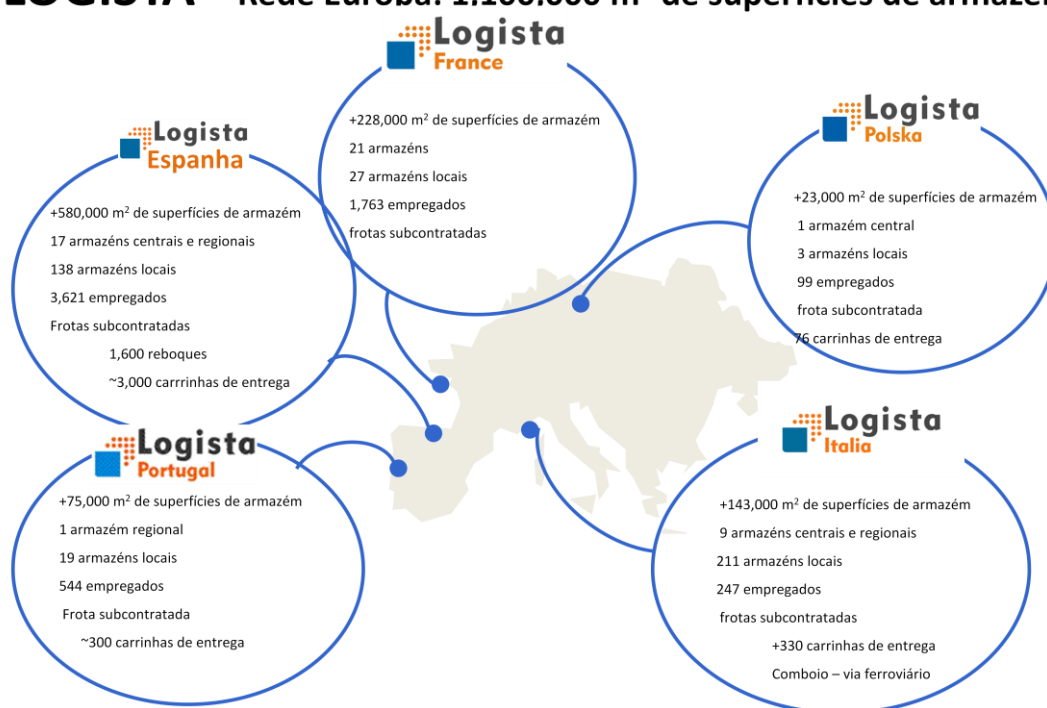 LOGISTA – Rede Europa: 1,100,000 m² de superfícies de armazém
Logista
France
+228,000 m² de superfícies de armazém
21 armazéns
27 armazéns locais
1,763 empregados
frotas subcontratadas
Logista
Espanha
+580,000 m² de superfícies de armazém
17 armazéns centrais e regionais
138 armazéns locais
3,621 empregados
Frotas subcontratadas
1,600 reboques
~3,000 carrrinhas de entrega
Logista
Polska
+23,000 m² de superfícies de armazém
1 armazém central
3 armazéns locais
99 empregados
frota subcontratada
76 carrinhas de entrega
Logista
Portugal
+75,000 m² de superfícies de armazém
1 armazém regional
19 armazéns locais
544 empregados
Frota subcontratada
~300 carrinhas de entrega
Logista
Italia
+143,000 m² de superfícies de armazém
9 armazéns centrais e regionais
211 armazéns locais
247 empregados
frotas subcontratadas
+330 carrinhas de entrega
Comboio – via ferroviário